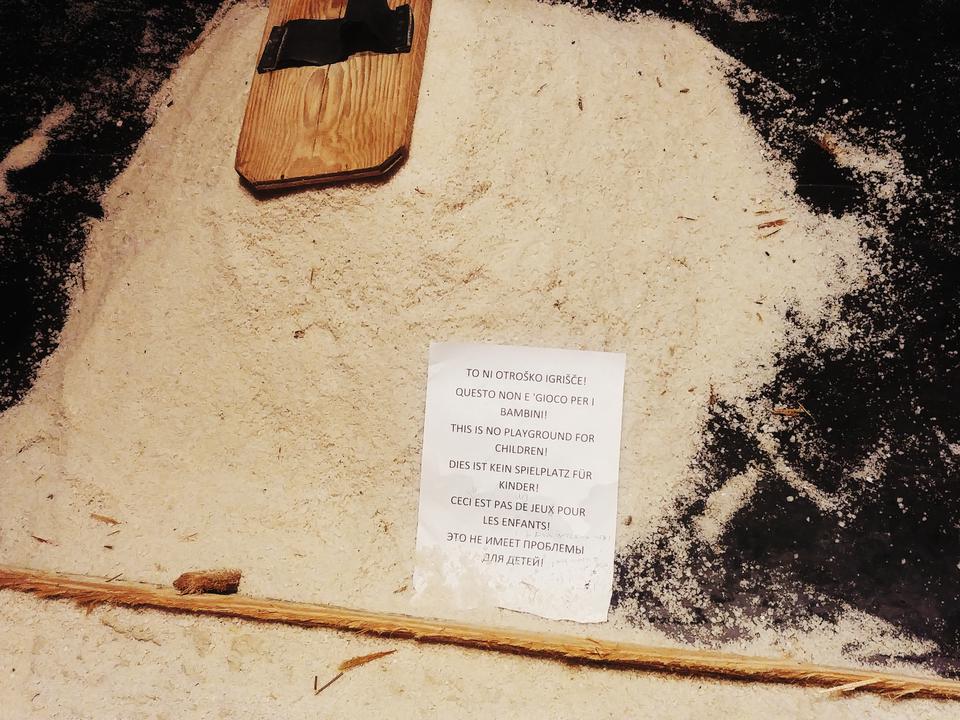 TO NI OTROŠKO IGRIŠČE!
QUESTO NON E 'GIOCO PER I
BAMBINI!
THIS IS NO PLAYGROUND FOR
CHILDREN!
DIES IST KEIN SPIELPLATZ FÜR
KINDER!
CECI EST PAS DE JEUX POUR
LES ENFANTS!
ЭТО НЕ ИМЕЕТ ПРОБЛЕМЫ
ДЛЯ ДЕТЕЙ!